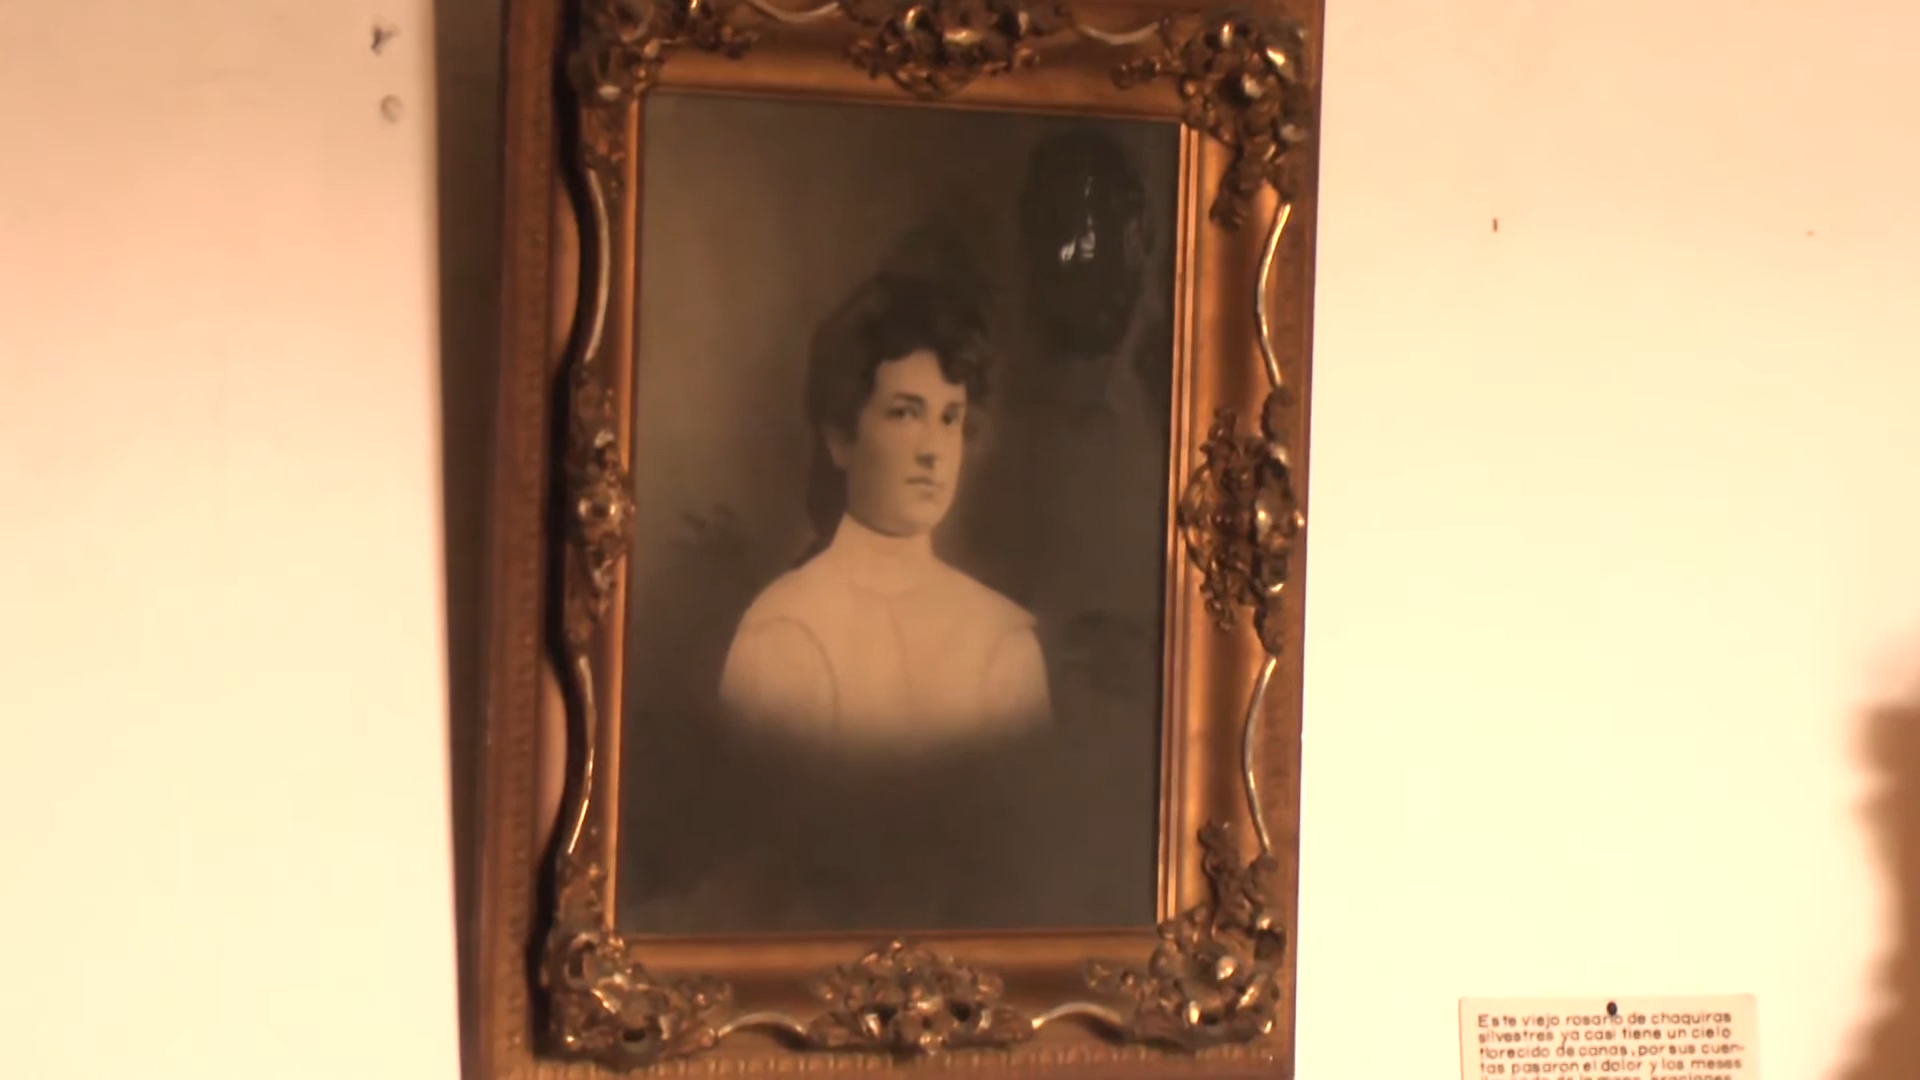 Este viejo rosario de chaquiras
silvestres ya casi tiene un cielo
florecido de canas, por sus cuen-
tas pasaron el dolor y los meses